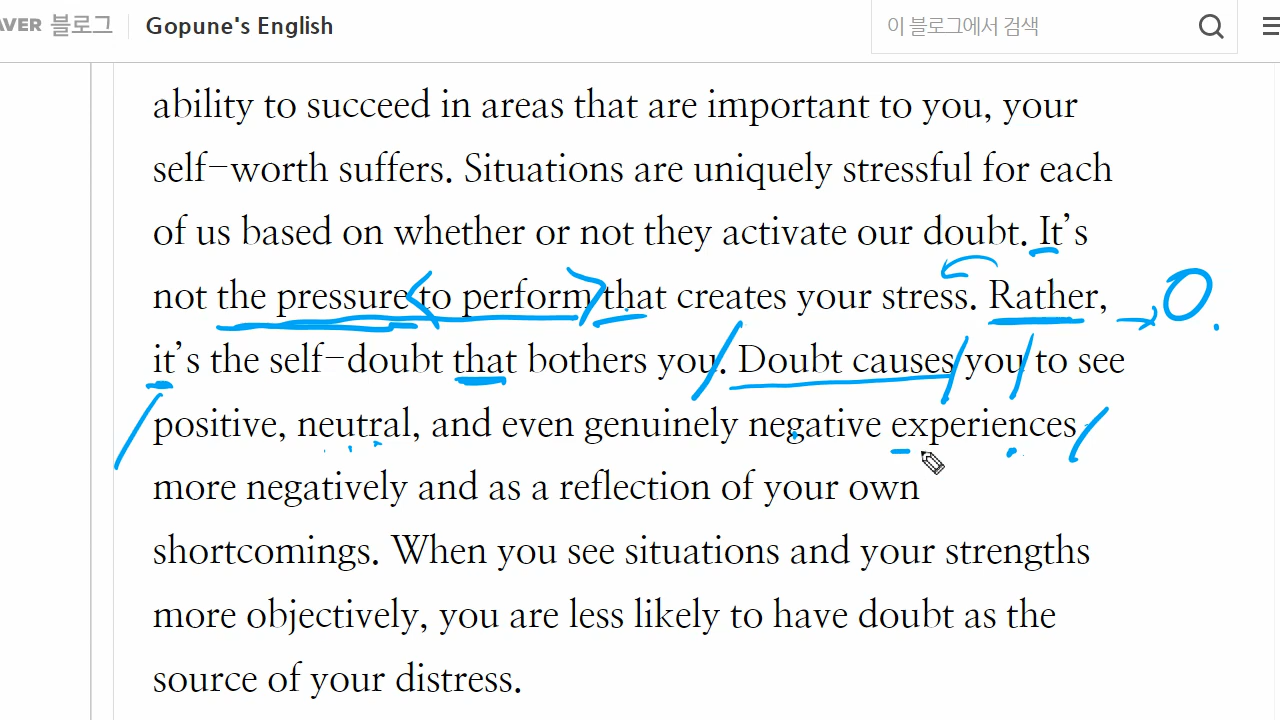 AVER 블로그 Gopune's English 이 블로그에서 검색
ability to succeed in areas that are important to you, your
self-worth suffers. Situations are uniquely stressful for each
of us based on whether or not they activate our doubt. It's
not the pressure to perform that creates your stress. Rather,
it's the self-doubt that bothers you. Doubt causes you to see
positive, neutral, and even genuinely negative experiences
more negatively and as a reflection of your own
shortcomings. When you see situations and your strengths
more objectively, you are less likely to have doubt as the
source of your distress.